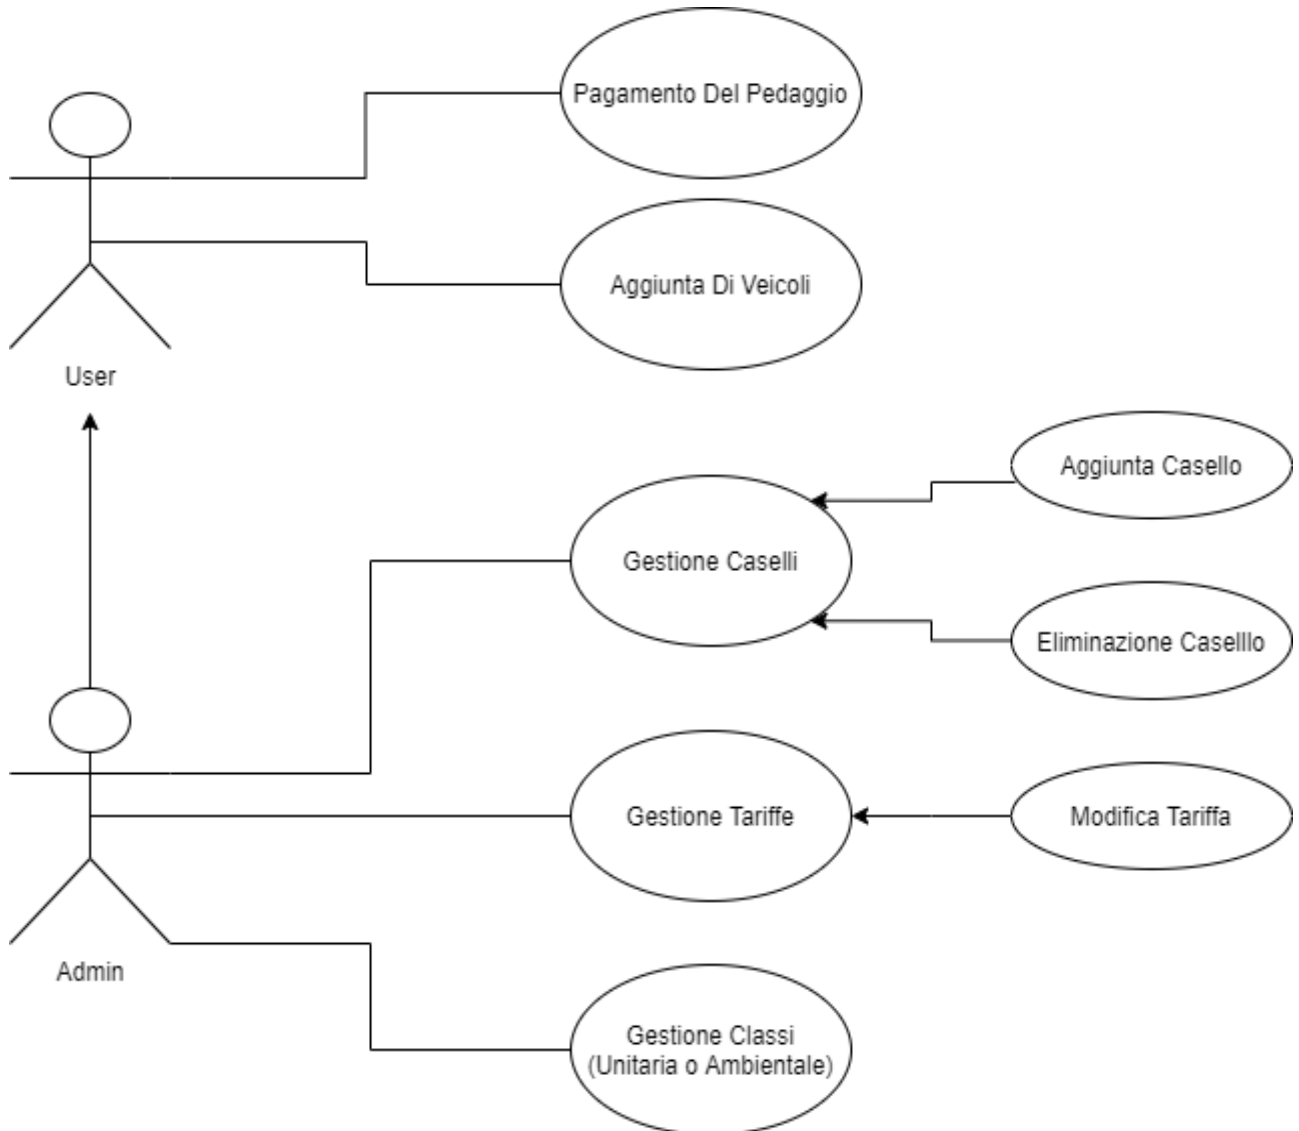 Pagamento Del Pedaggio
Aggiunta Di Veicoli
User
Aggiunta Casello
Gestione Caselli
Eliminazione Caselllo
Gestione Tariffe
Modifica Tariffa
Admin
Gestione Classi
(Unitaria o Ambientale)